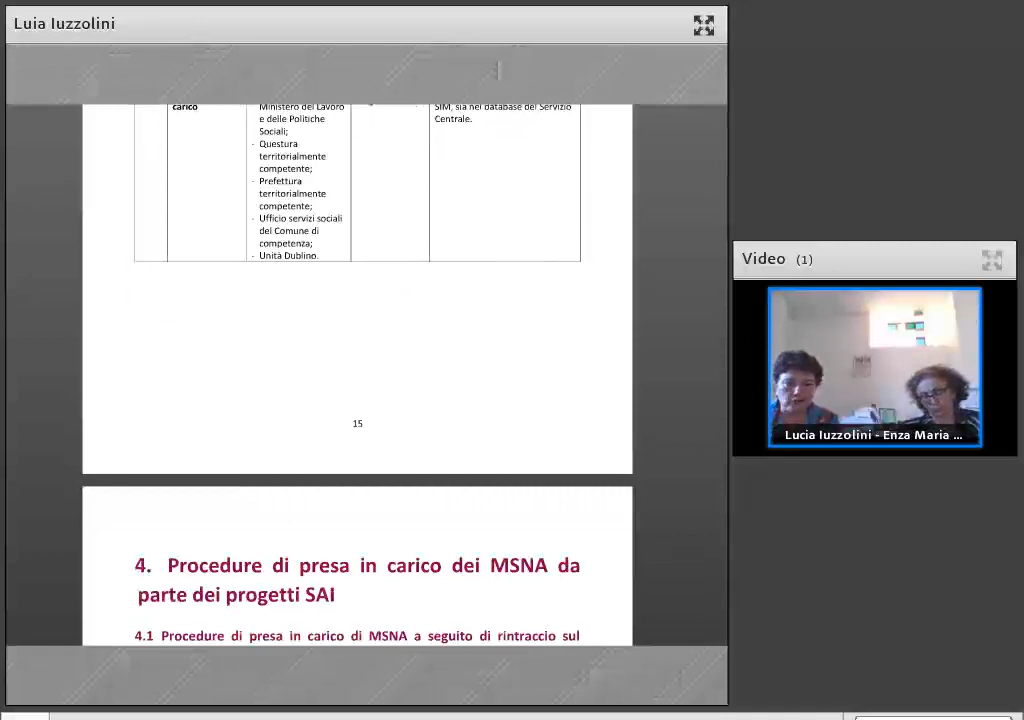 Luia Iuzzolini
carico
Ministero del Lavoro
e delle Politiche
Sociali;
- Questura
territorialmente
competente;
- Prefettura
territorialmente
competente;
- Ufficio servizi sociali
del Comune di
competenza;
- Unità Dublino.
SIM, sia nel database del Servizio
Centrale.
15
4. Procedure di presa in carico dei MSNA da
parte dei progetti SAI
4.1 Procedure di presa in carico di MSNA a seguito di rintraccio sul
Video (1)
Lucia Iuzzolini - Enza Maria ...